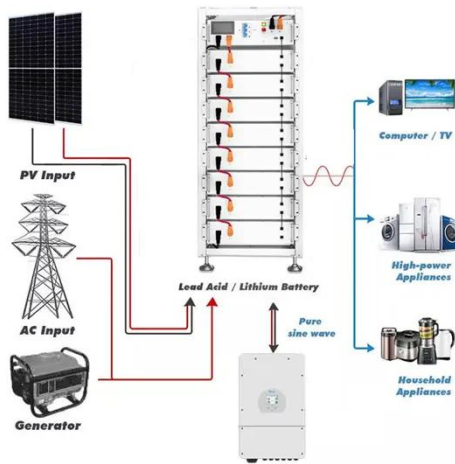 PV Input
AC Input
Generator
Lead Acid / Lithium Battery
Pure
sine wave
Computer / TV
High-power
Appliances
Household
Appliances